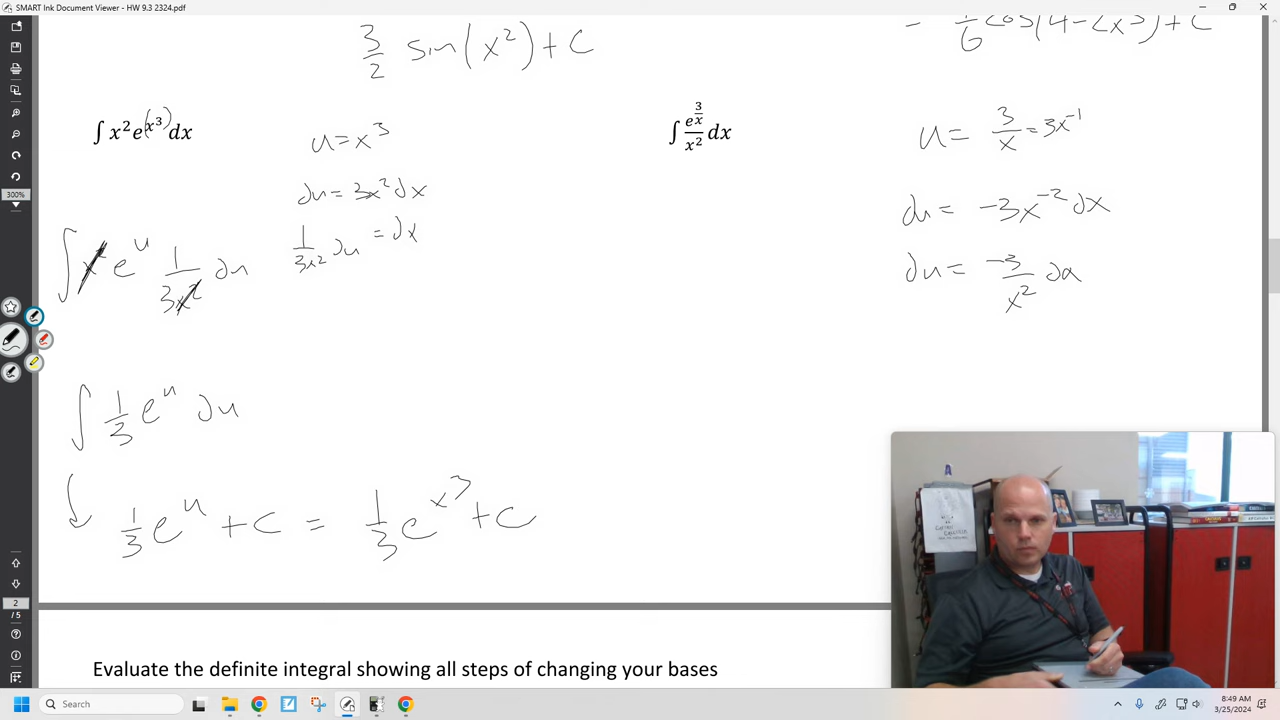 SMART Ink Document Viewer - HW 9.3 2324.pdf
3/2 sin(x²)+C
1/6 cos(4-2x³)+C
∫ x²e^(x³) dx
u = x³
du = 3x² dx
1/3x² du = dx
∫ x² e^u 1/3x² du
∫ 1/3 e^u du
1/3 e^u + C = 1/3 e^x³ + C
∫ e^(3/x)/x² dx
u = 3/x = 3x⁻¹
du = -3x⁻² dx
du = -3/x² dx
300%
2
/ 5
Evaluate the definite integral showing all steps of changing your bases
Search
8:49 AM
3/25/2024